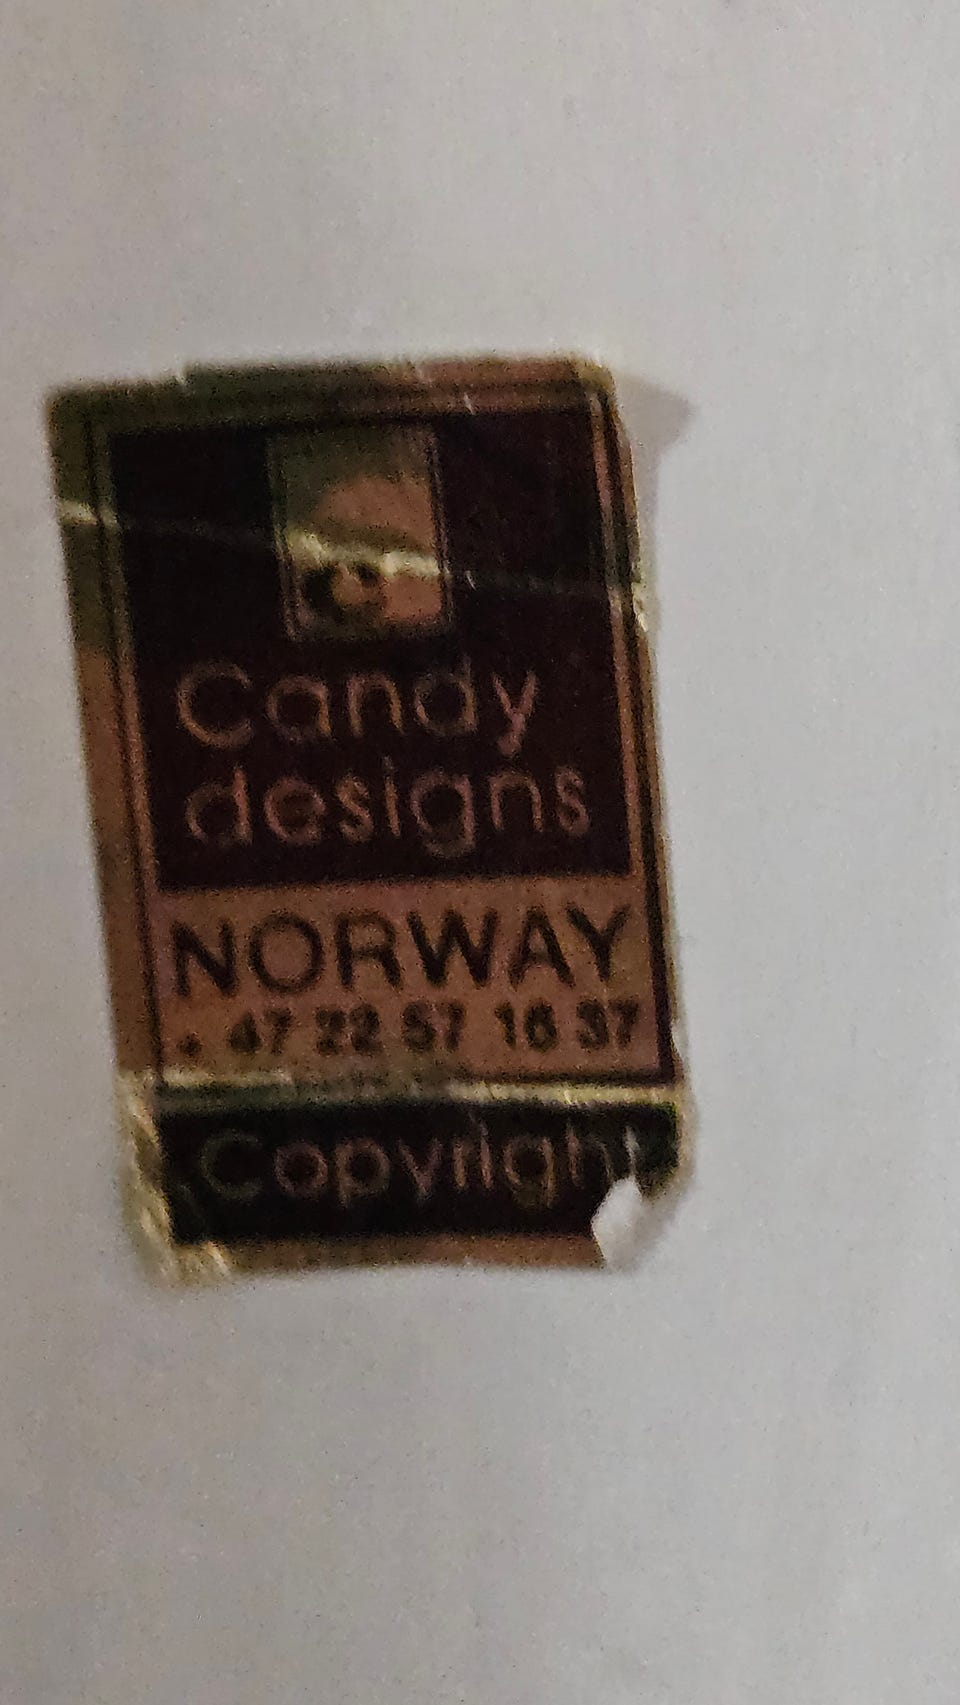 Candy
designs
NORWAY
+ 47 22 57 16 37
Copyright